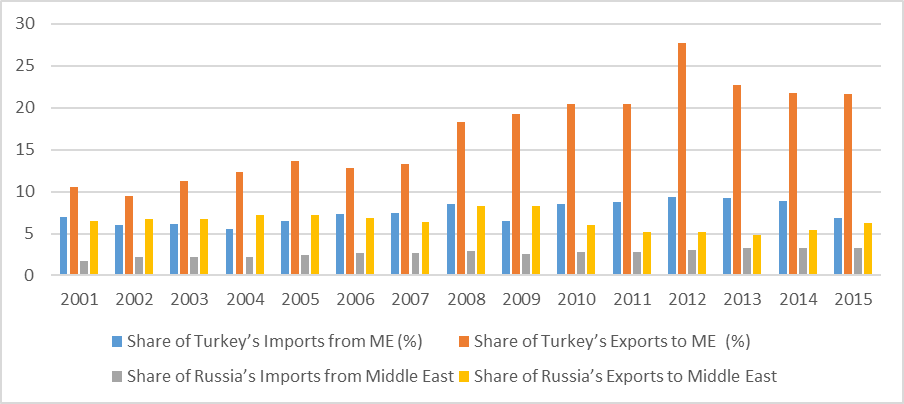 30
25
20
15
10
5
0
2001 2002 2003 2004 2005 2006 2007 2008 2009 2010 2011 2012 2013 2014 2015
Share of Turkey’s Imports from ME (%) Share of Turkey’s Exports to ME (%)
Share of Russia’s Imports from Middle East Share of Russia’s Exports to Middle East